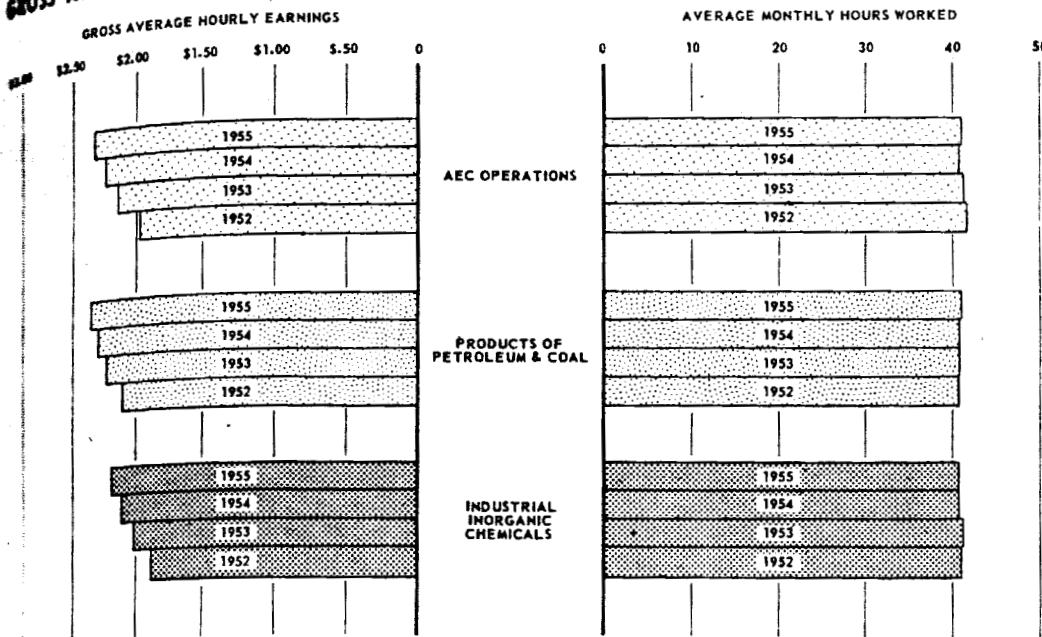 GROSS
GROSS AVERAGE HOURLY EARNINGS
AVERAGE MONTHLY HOURS WORKED
$2.50 $2.00 $1.50 $1.00 $.50 0
0 10 20 30 40 50
1955 1955
1954 1954
AEC OPERATIONS
1953 1953
1952 1952
1955 1955
1954 1954
PRODUCTS OF
PETROLEUM & COAL
1953 1953
1952 1952
1955 1955
1954 1954
INDUSTRIAL
INORGANIC
CHEMICALS
1953 1953
1952 1952